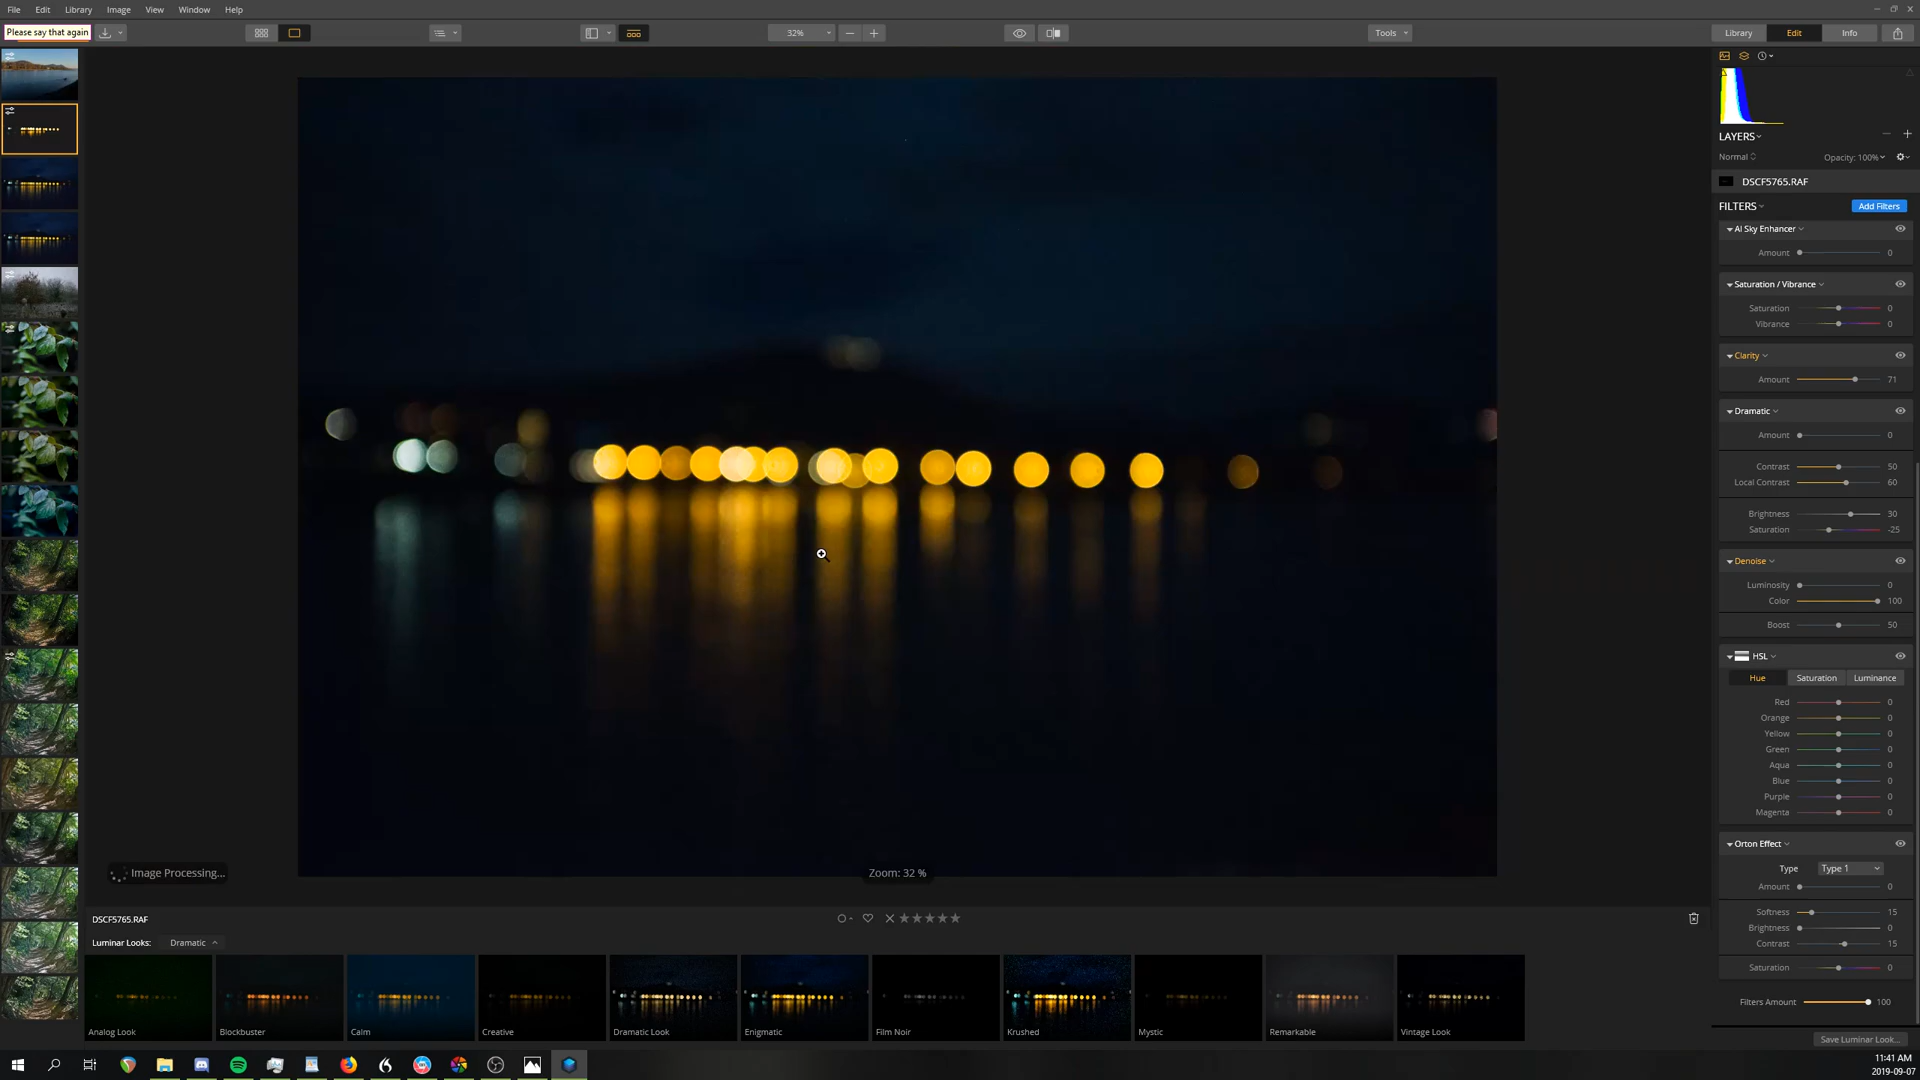 File Edit Library Image View Window Help
Please say that again
32%
Tools
Library Edit Info
LAYERS
Normal Opacity: 100%
DSCF5765.RAF
FILTERS Add Filters
AI Sky Enhancer
Amount 0
Saturation / Vibrance
Saturation 0
Vibrance 0
Clarity
Amount 71
Dramatic
Amount 0
Contrast 50
Local Contrast 60
Brightness 30
Saturation -25
Denoise
Luminosity 0
Color 100
Boost 50
HSL
Hue Saturation Luminance
Red 0
Orange 0
Yellow 0
Green 0
Aqua 0
Blue 0
Purple 0
Magenta 0
Orton Effect
Type Type 1
Amount 0
Softness 15
Brightness 0
Contrast 15
Saturation 0
Filters Amount 100
Save Luminar Look...
Image Processing...
Zoom: 32 %
DSCF5765.RAF
Luminar Looks: Dramatic
Analog Look Blockbuster Calm Creative Dramatic Look Enigmatic Film Noir Krushed Mystic Remarkable Vintage Look
11:41 AM
2019-09-07